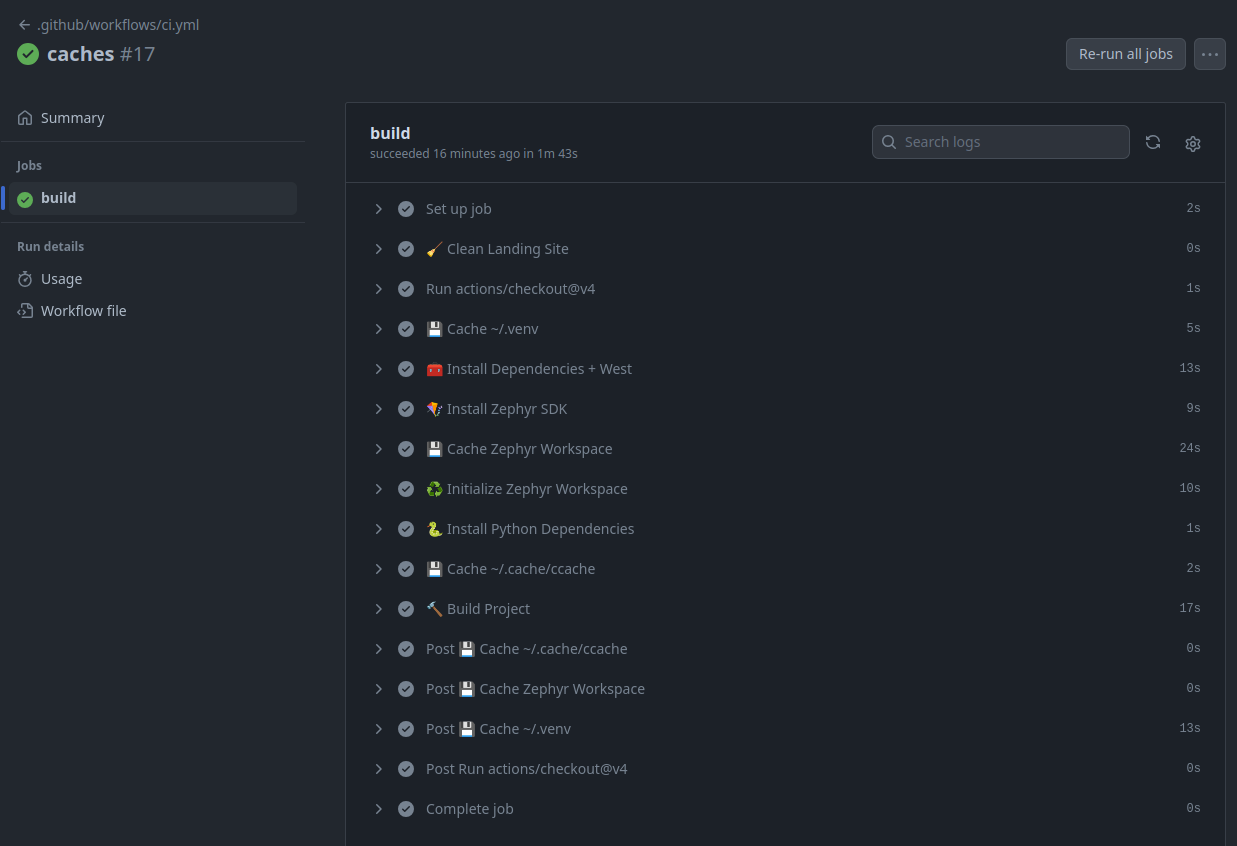 .github/workflows/ci.yml
caches #17
Re-run all jobs
Summary
Jobs
build
Run details
Usage
Workflow file
build
succeeded 16 minutes ago in 1m 43s
Search logs
Set up job 2s
🧹 Clean Landing Site 0s
Run actions/checkout@v4 1s
💾 Cache ~/.venv 5s
🧰 Install Dependencies + West 13s
🪁 Install Zephyr SDK 9s
💾 Cache Zephyr Workspace 24s
♻️ Initialize Zephyr Workspace 10s
🐍 Install Python Dependencies 1s
💾 Cache ~/.cache/ccache 2s
🔨 Build Project 17s
Post 💾 Cache ~/.cache/ccache 0s
Post 💾 Cache Zephyr Workspace 0s
Post 💾 Cache ~/.venv 13s
Post Run actions/checkout@v4 0s
Complete job 0s